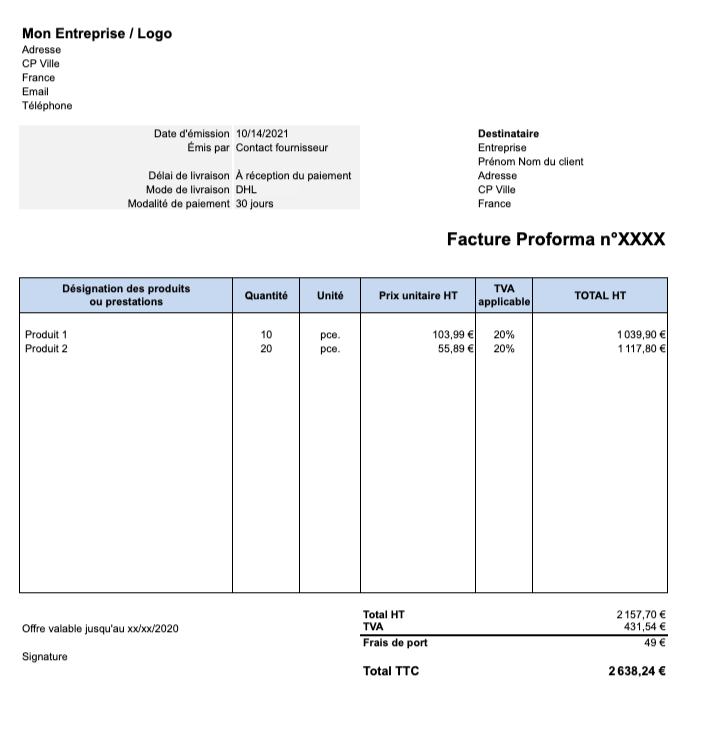 Mon Entreprise / Logo
Adresse
CP Ville
France
Email
Téléphone
Date d'émission 10/14/2021
Émis par Contact fournisseur
Délai de livraison À réception du paiement
Mode de livraison DHL
Modalité de paiement 30 jours
Destinataire
Entreprise
Prénom Nom du client
Adresse
CP Ville
France
Facture Proforma n°XXXX
Désignation des produits ou prestations Quantité Unité Prix unitaire HT TVA applicable TOTAL HT
Produit 1 10 pce. 103,99 € 20% 1 039,90 €
Produit 2 20 pce. 55,89 € 20% 1 117,80 €
Total HT 2 157,70 €
TVA 431,54 €
Offre valable jusqu'au xx/xx/2020
Frais de port 49 €
Signature
Total TTC 2 638,24 €